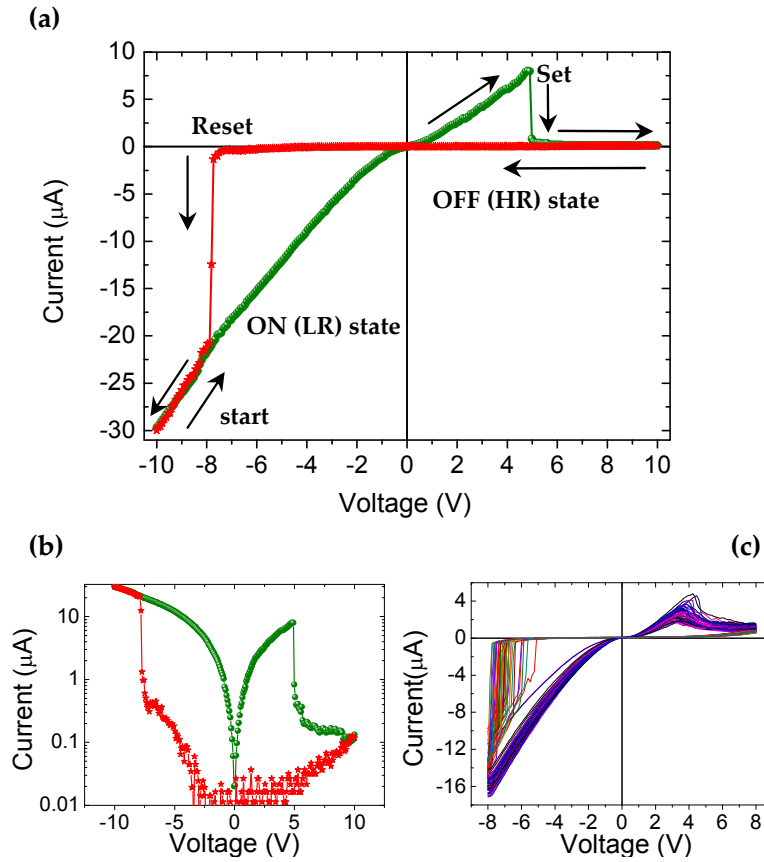 (a)
10
5
0
-5
-10
-15
-20
-25
-30
Current (μA)
Set
Reset
OFF (HR) state
ON (LR) state
start
-10 -8 -6 -4 -2 0 2 4 6 8 10
Voltage (V)
(b)
10
1
0.1
0.01
Current (μA)
-10 -5 0 5 10
Voltage (V)
(c)
4
0
-4
-8
-12
-16
Current(μA)
-8 -6 -4 -2 0 2 4 6 8
Voltage (V)